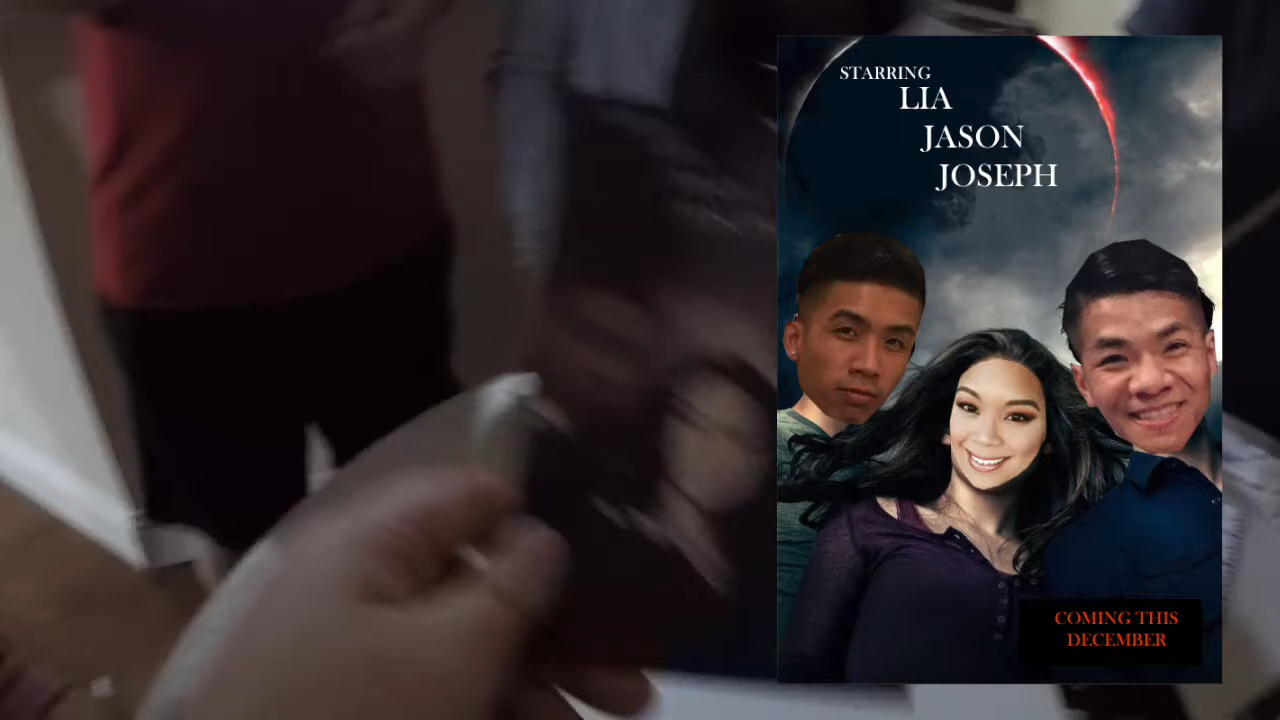 STARRING
LIA
JASON
JOSEPH
COMING THIS
DECEMBER